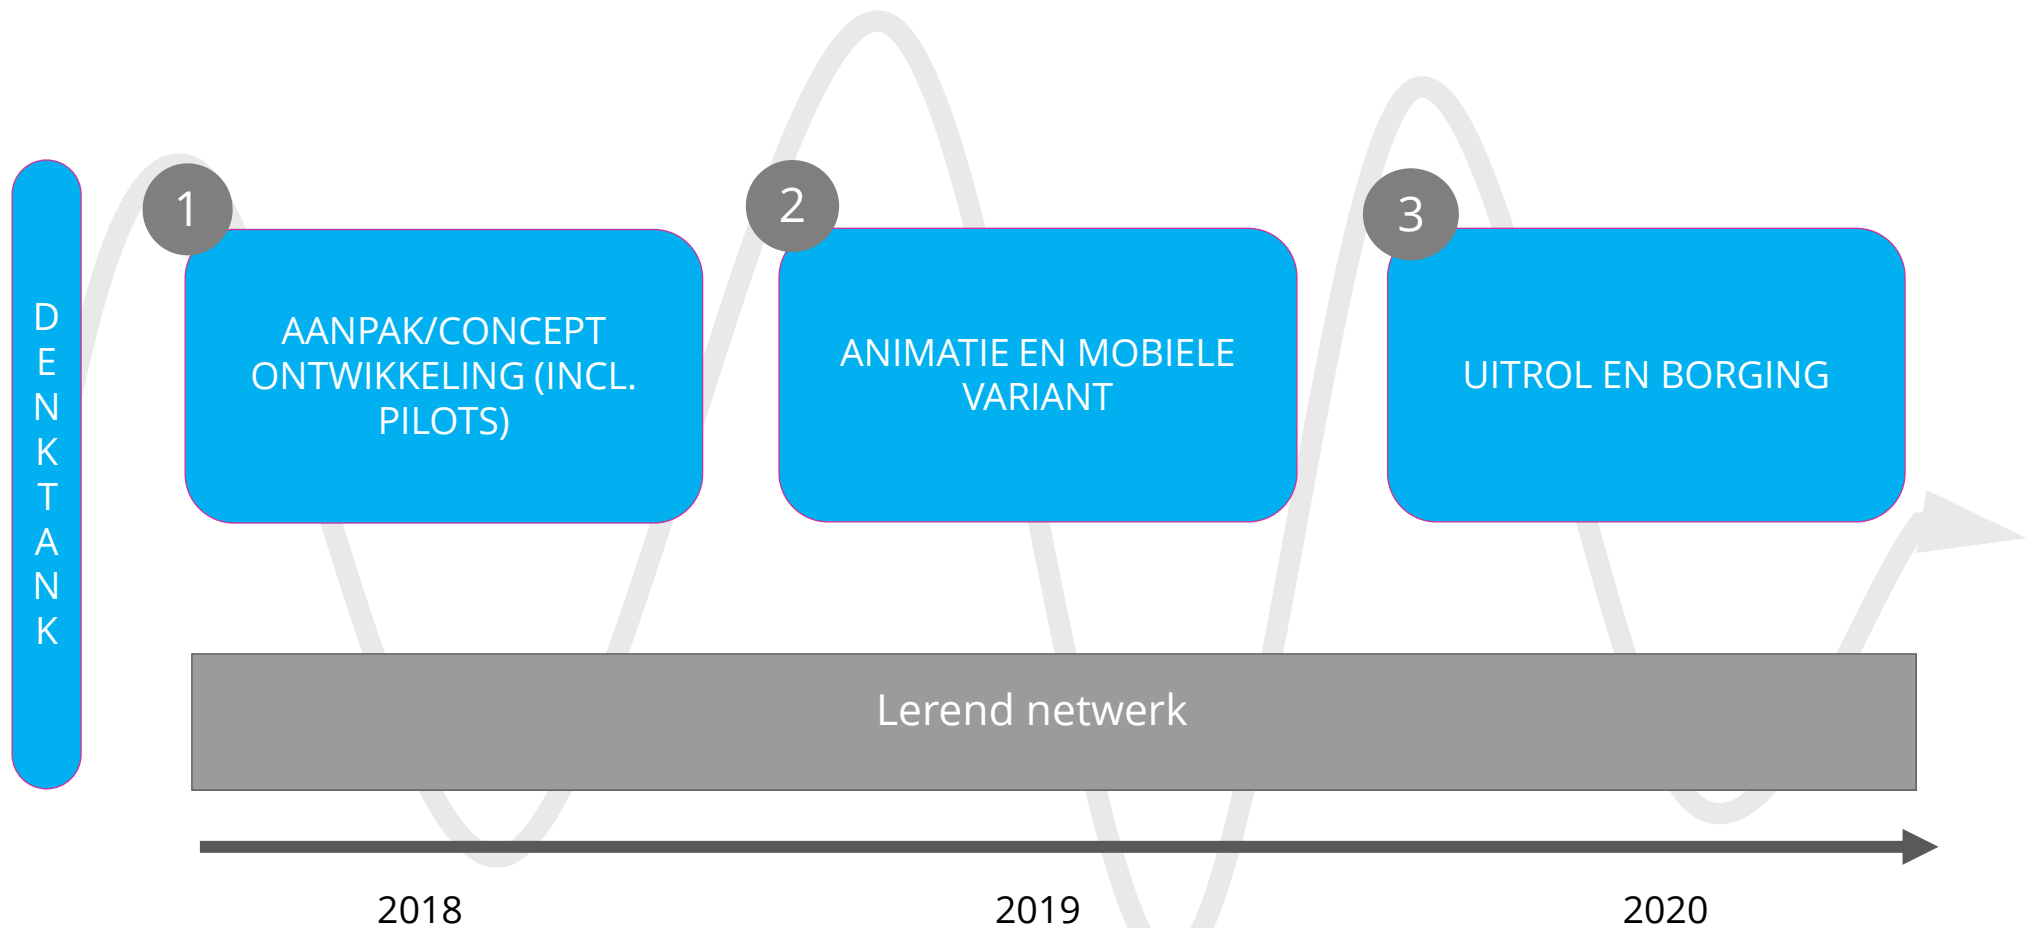 D
E
N
K
T
A
N
K
1
AANPAK/CONCEPT
ONTWIKKELING (INCL.
PILOTS)
2
ANIMATIE EN MOBIELE
VARIANT
3
UITROL EN BORGING
Lerend netwerk
2018
2019
2020